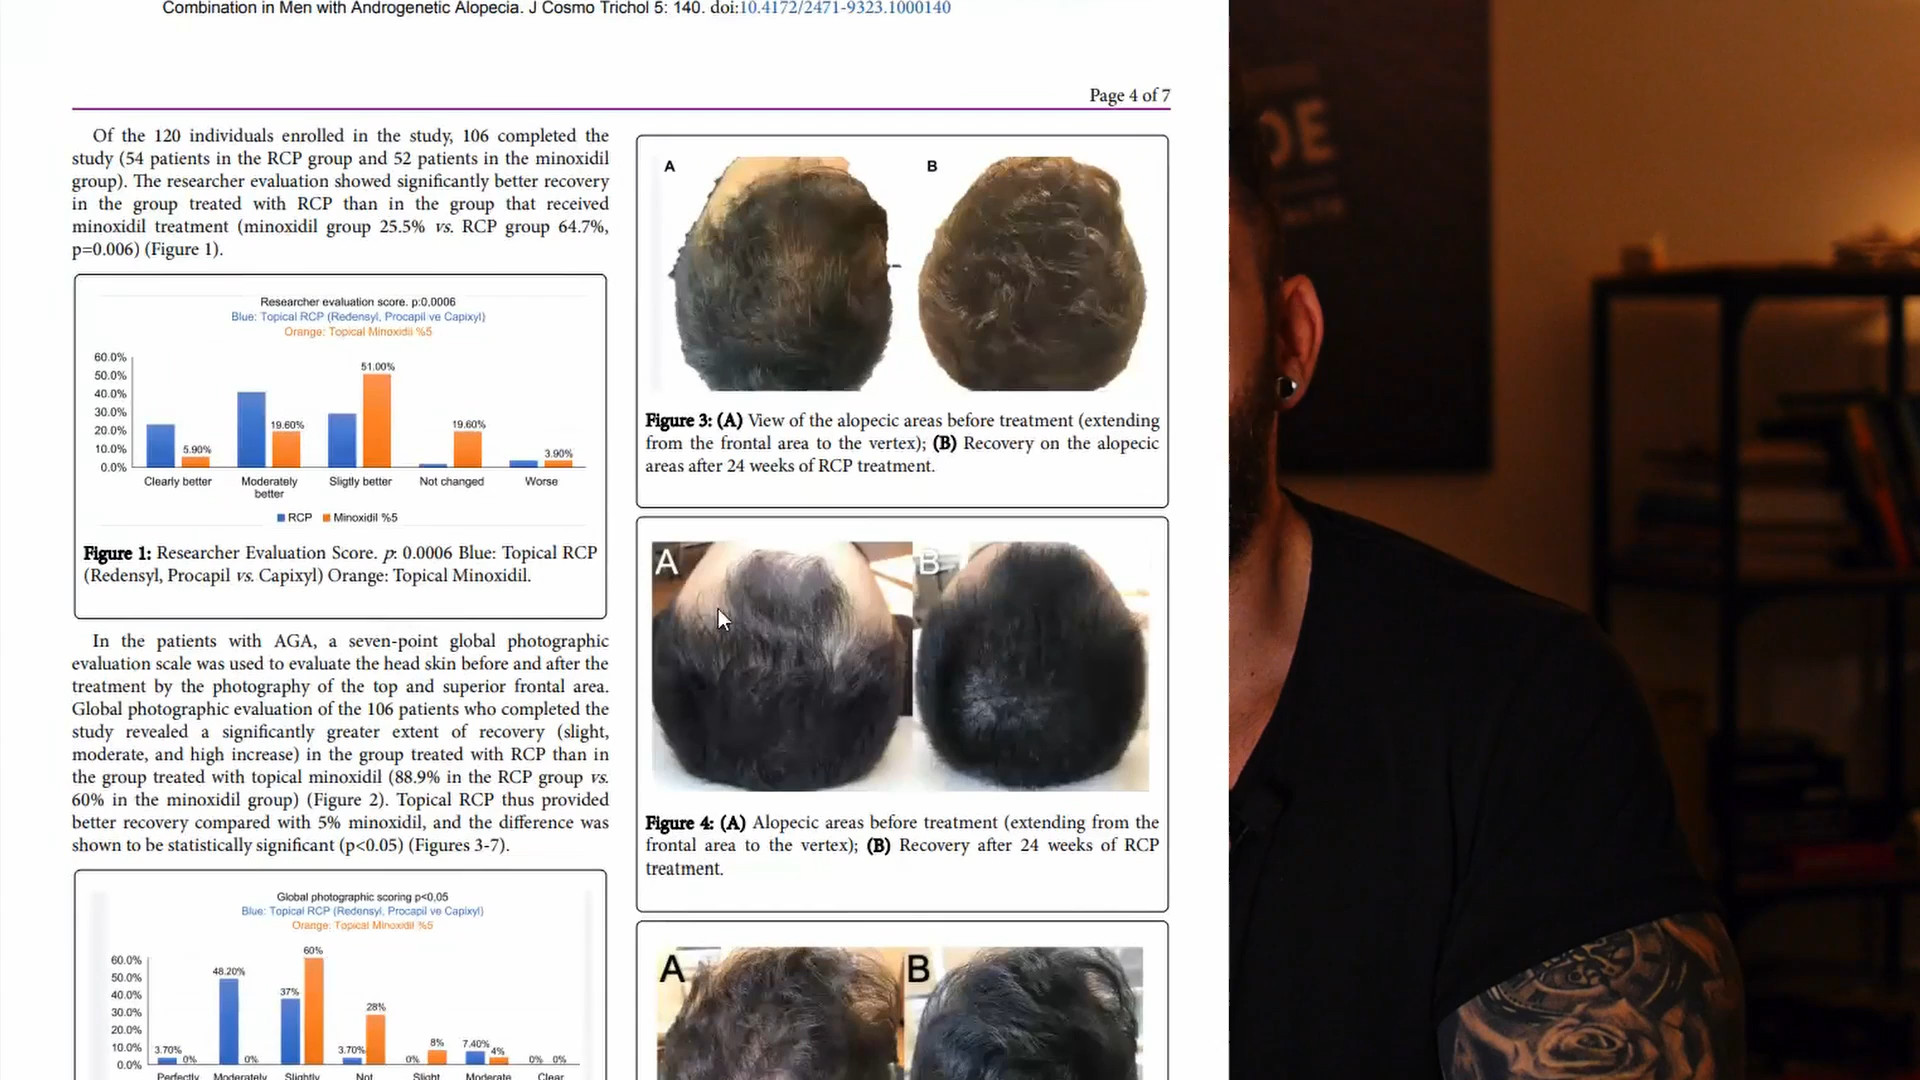 Combination in Men with Androgenetic Alopecia. J Cosmo Trichol 5: 140. doi:10.4172/2471-9323.1000140
Page 4 of 7
Of the 120 individuals enrolled in the study, 106 completed the
study (54 patients in the RCP group and 52 patients in the minoxidil
group). The researcher evaluation showed significantly better recovery
in the group treated with RCP than in the group that received
minoxidil treatment (minoxidil group 25.5% vs. RCP group 64.7%,
p=0.006) (Figure 1).
Researcher evaluation score. p:0,0006
Blue: Topical RCP (Redensyl, Procapil ve Capixyl)
Orange: Topical Minoxidil %5
60.0%
50.0%
40.0%
30.0%
20.0%
10.0%
0.0%
5.90%
19.60%
51.00%
19.60%
3.90%
Clearly better
Moderately
better
Sligtly better
Not changed
Worse
RCP
Minoxidil %5
Figure 1: Researcher Evaluation Score. p: 0.0006 Blue: Topical RCP
(Redensyl, Procapil vs. Capixyl) Orange: Topical Minoxidil.
In the patients with AGA, a seven-point global photographic
evaluation scale was used to evaluate the head skin before and after the
treatment by the photography of the top and superior frontal area.
Global photographic evaluation of the 106 patients who completed the
study revealed a significantly greater extent of recovery (slight,
moderate, and high increase) in the group treated with RCP than in
the group treated with topical minoxidil (88.9% in the RCP group vs.
60% in the minoxidil group) (Figure 2). Topical RCP thus provided
better recovery compared with 5% minoxidil, and the difference was
shown to be statistically significant (p<0.05) (Figures 3-7).
Global photographic scoring p<0,05
Blue: Topical RCP (Redensyl, Procapil ve Capixyl)
Orange: Topical Minoxidil %5
60.0%
50.0%
40.0%
30.0%
20.0%
10.0%
0.0%
3.70%
0%
48.20%
0%
37%
60%
3.70%
28%
0%
8%
7.40%
4%
0%
0%
Perfectly
Moderately
Slightly
Not
Slight
Moderate
Clear
A
B
Figure 3: (A) View of the alopecic areas before treatment (extending
from the frontal area to the vertex); (B) Recovery on the alopecic
areas after 24 weeks of RCP treatment.
A
B
Figure 4: (A) Alopecic areas before treatment (extending from the
frontal area to the vertex); (B) Recovery after 24 weeks of RCP
treatment.
A
B